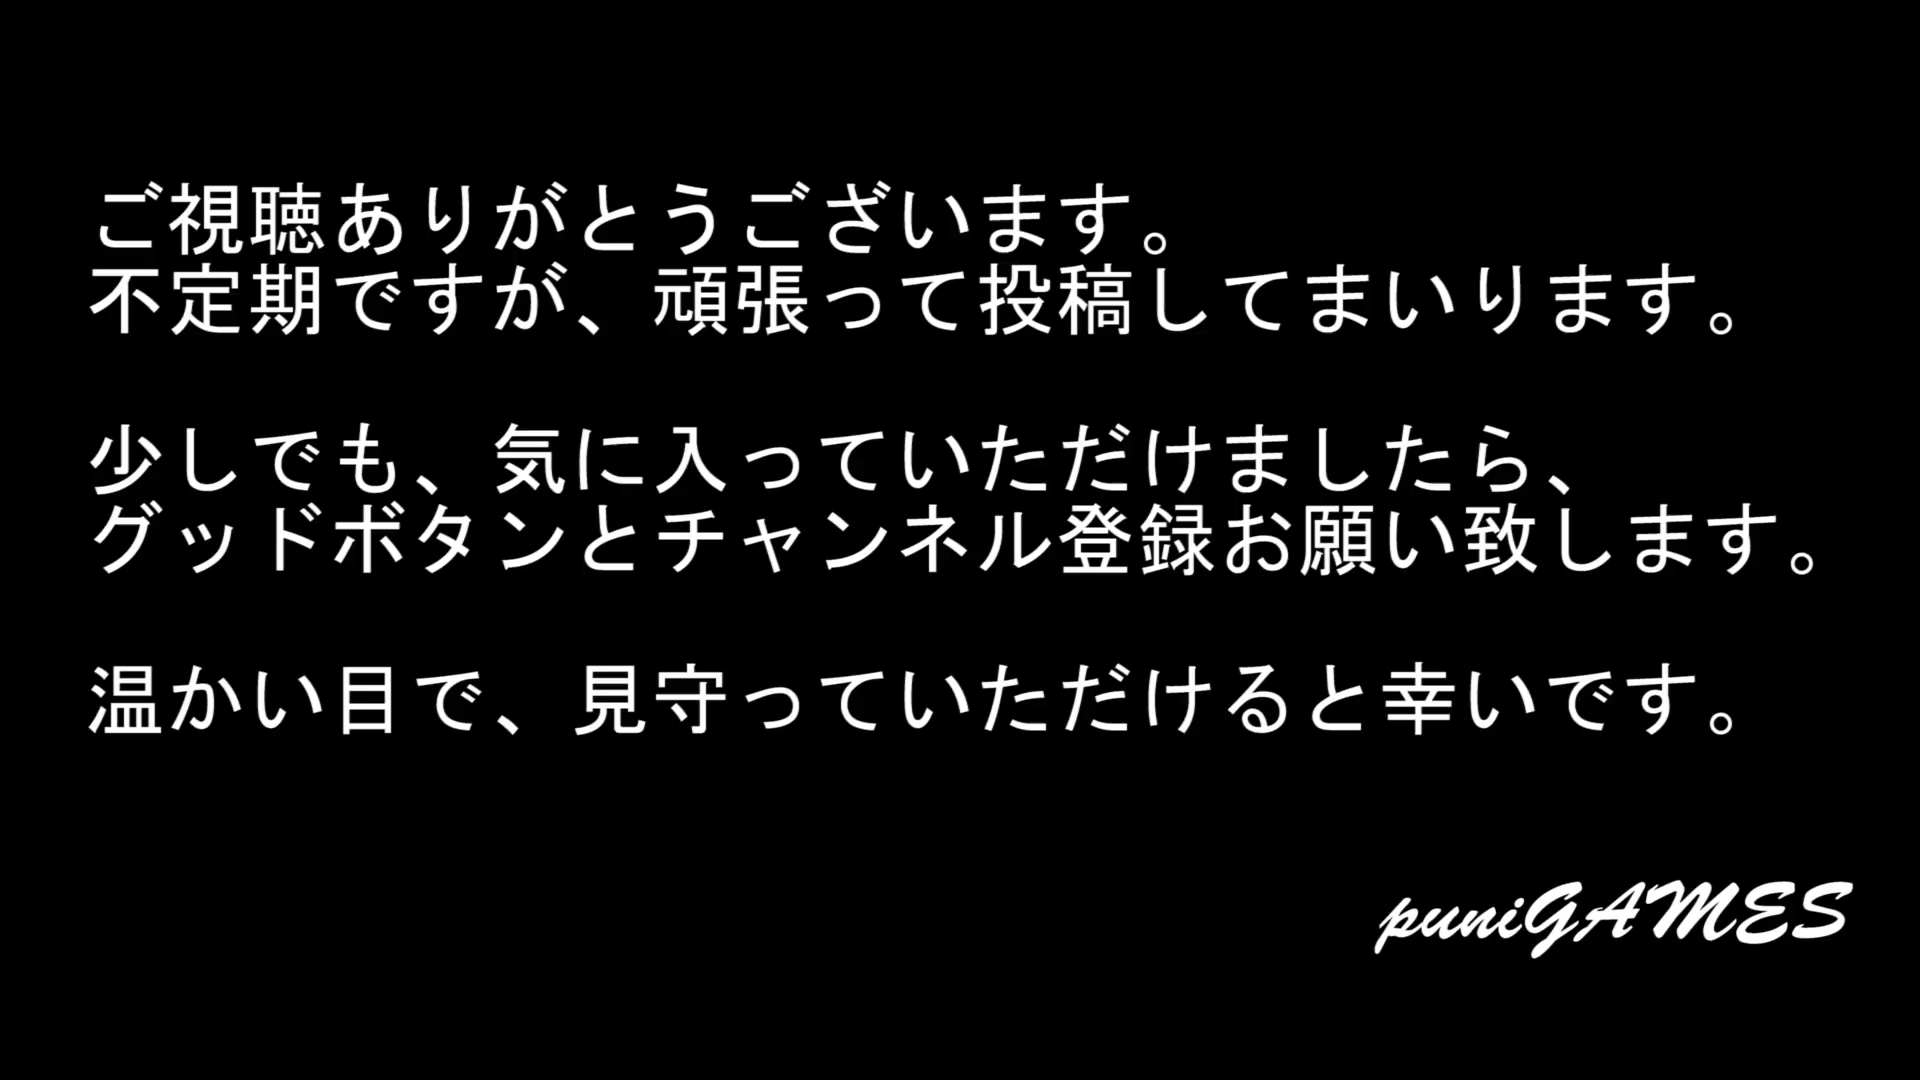 ご視聴ありがとうございます。
不定期ですが、頑張って投稿してまいります。
少しでも、気に入っていただけましたら、
グッドボタンとチャンネル登録お願い致します。
温かい目で、見守っていただけると幸いです。
puniGAMES